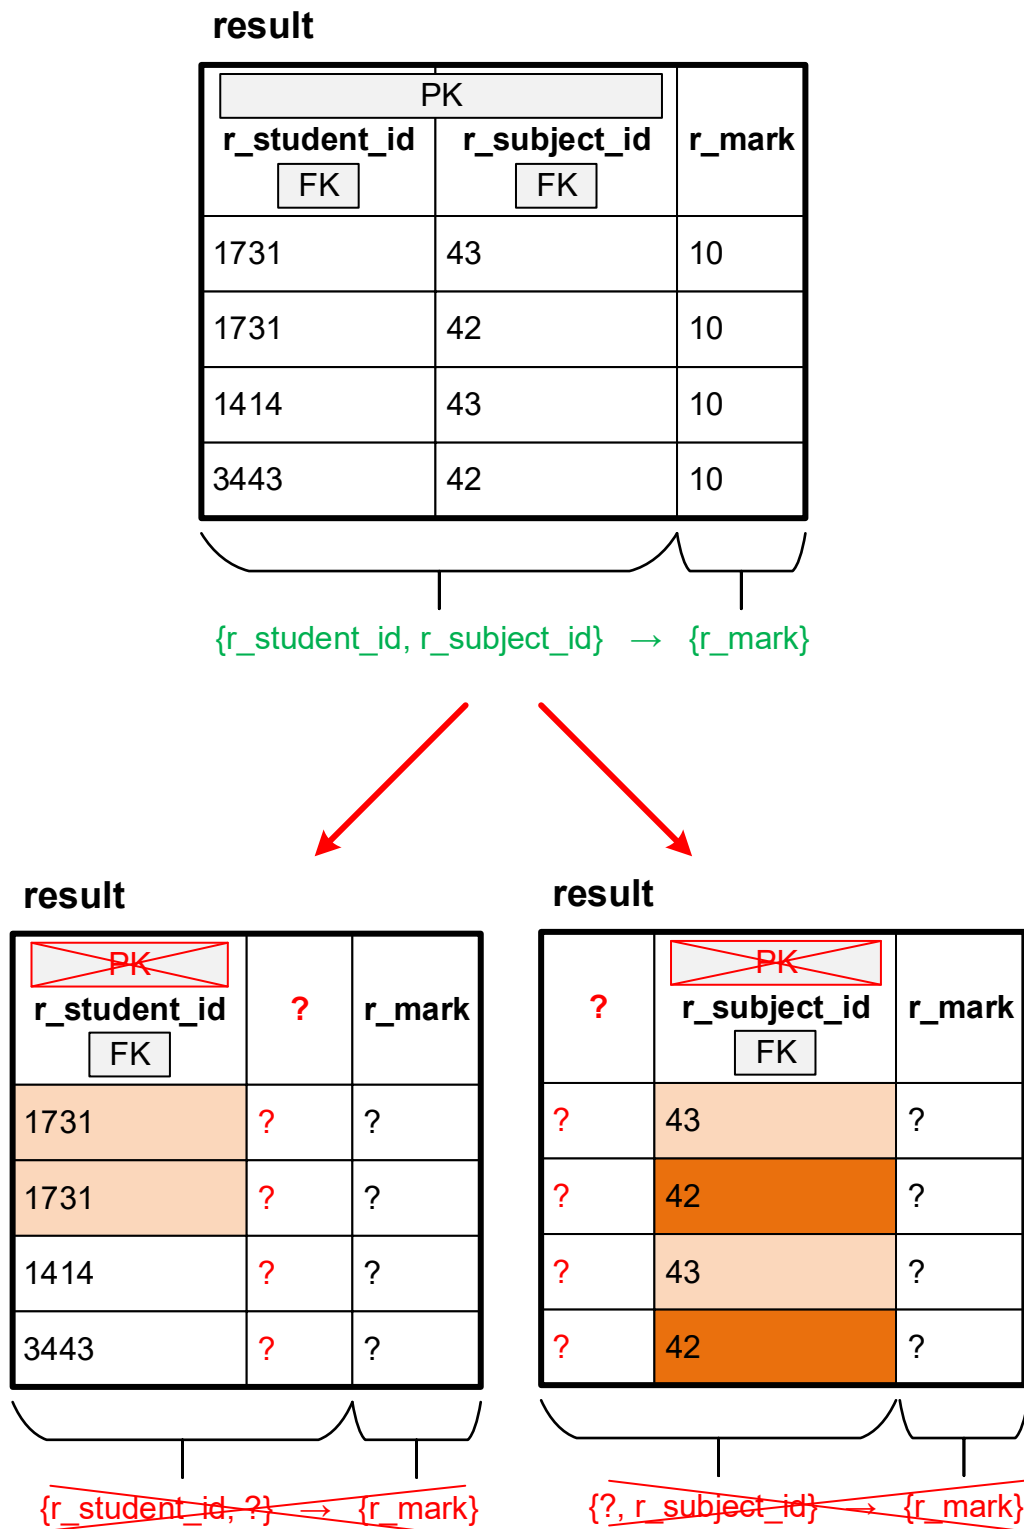 result
PK
r_student_id r_subject_id r_mark
FK FK
1731 43 10
1731 42 10
1414 43 10
3443 42 10
{r_student_id, r_subject_id} → {r_mark}
result
PK
r_student_id ? r_mark
FK
1731 ? ?
1731 ? ?
1414 ? ?
3443 ? ?
{r_student_id, ?} → {r_mark}
result
PK
? r_subject_id r_mark
FK
? 43 ?
? 42 ?
? 43 ?
? 42 ?
{?, r_subject_id} → {r_mark}